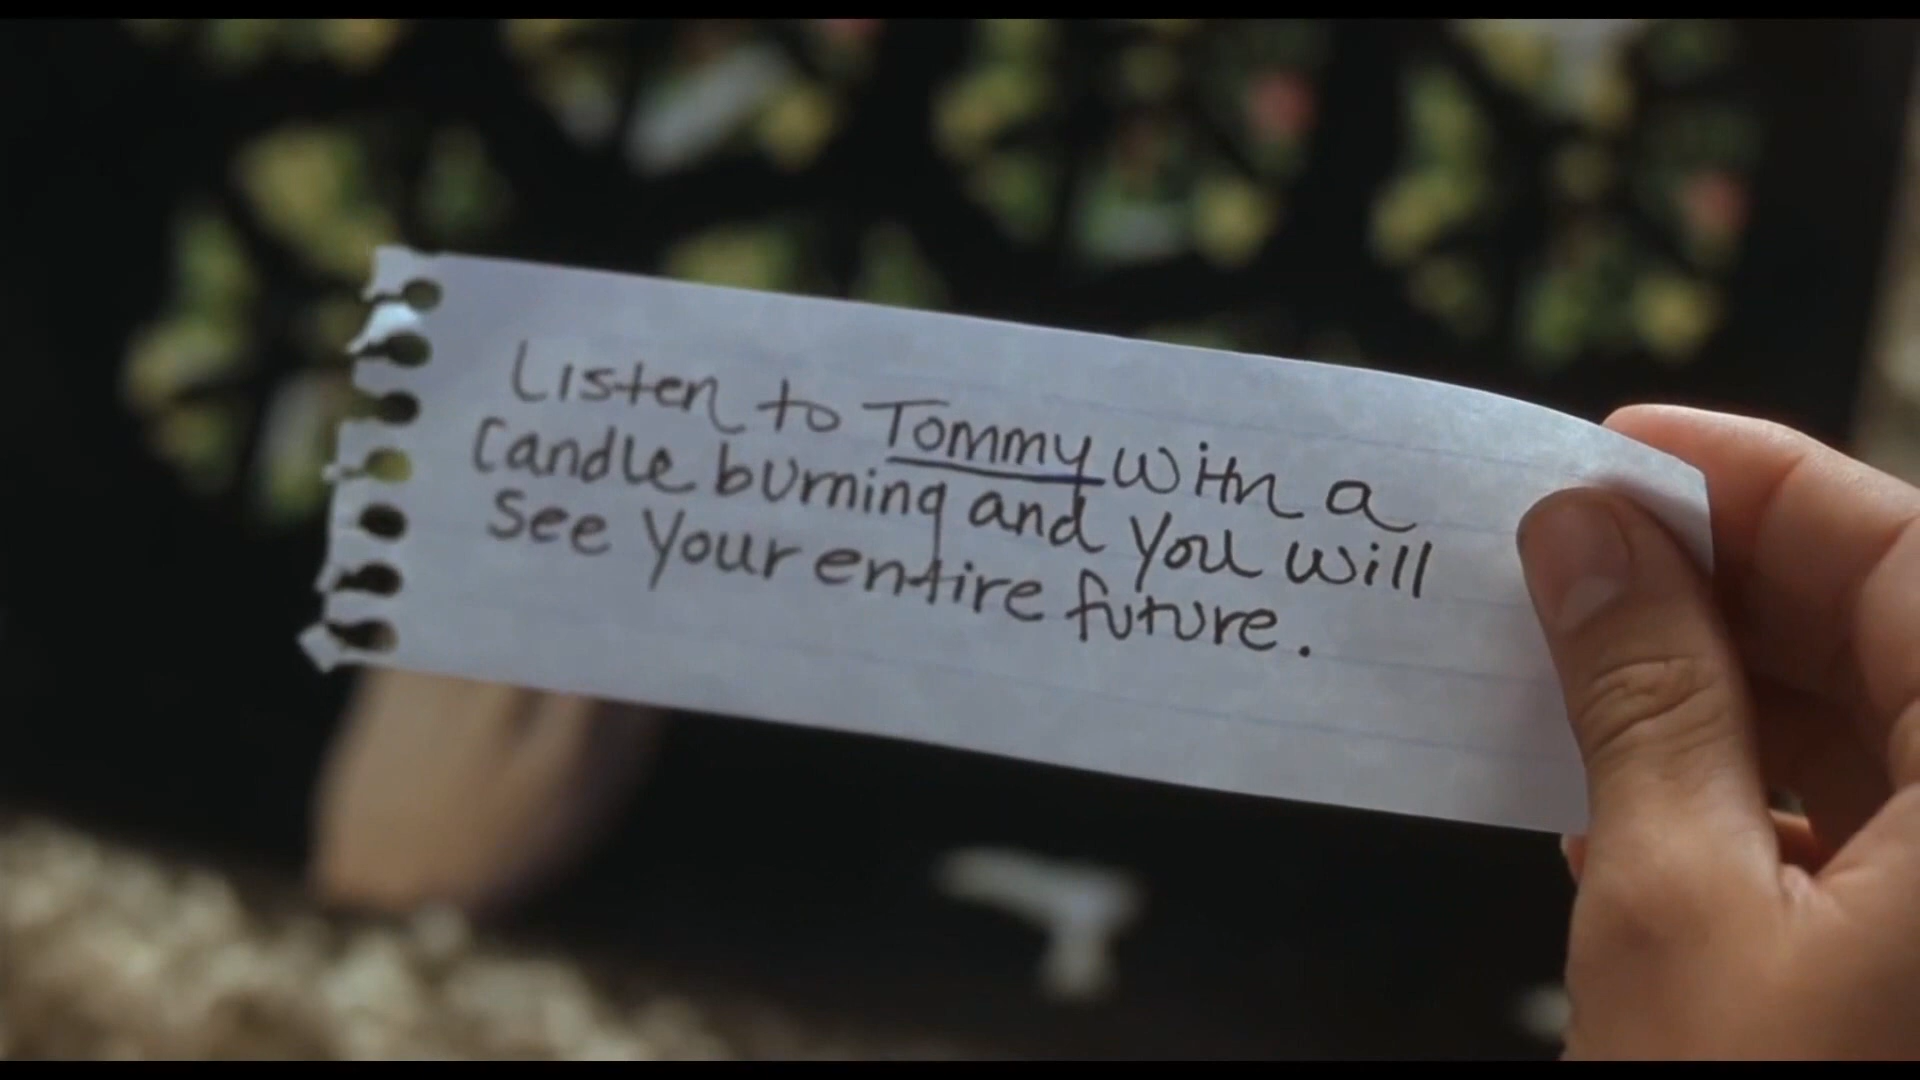 Listen to Tommy with a
Candle burning and you will
see your entire future.